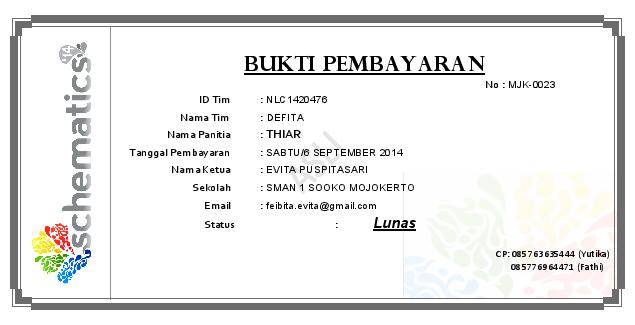 schematics
BUKTI PEMBAYARAN
No : MJK-0023
ID Tim : NLC1420476
Nama Tim : DEFITA
Nama Panitia : THIAR
Tanggal Pembayaran : SABTU/6 SEPTEMBER 2014
Nama Ketua : EVITA PUSPITASARI
Sekolah : SMAN 1 SOOKO MOJOKERTO
Email : feibita.evita@gmail.com
Status : Lunas
ASLI
CP: 085763635444 (Yutika)
085776964471 (Fathi)